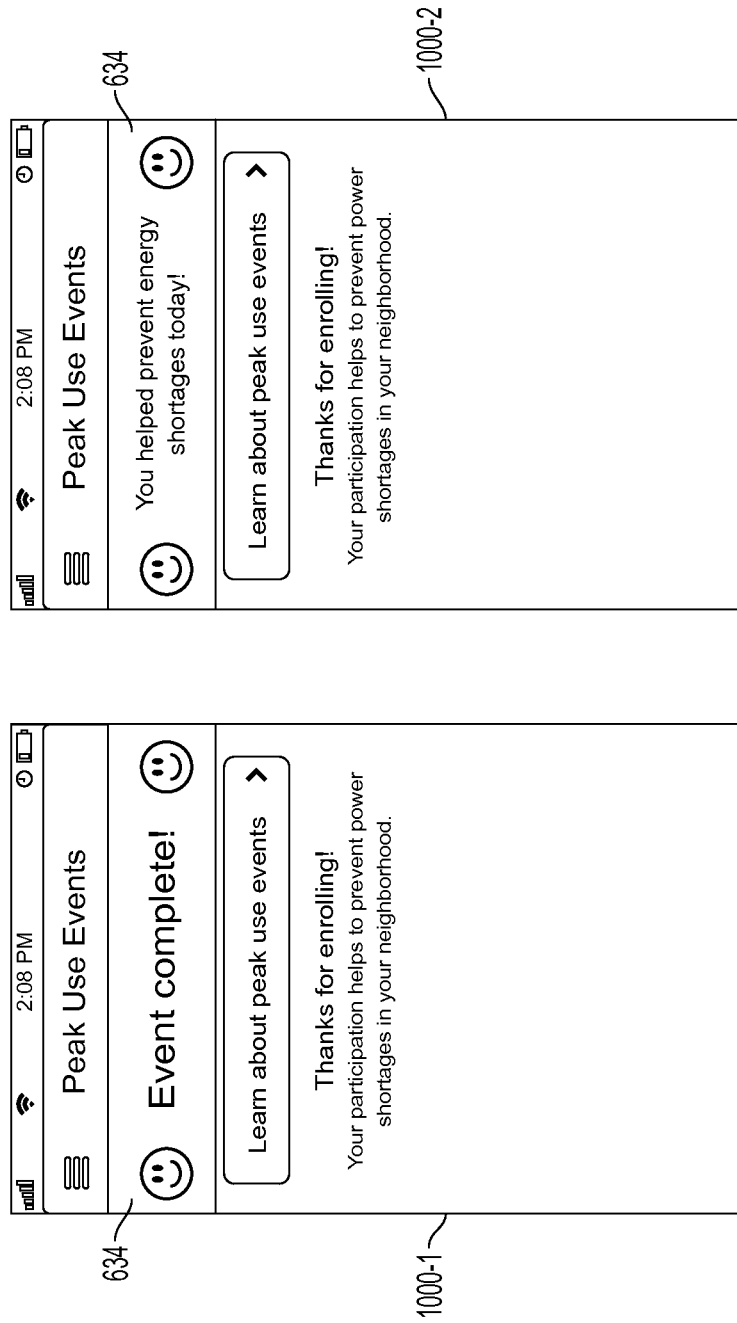 2:08 PM
Peak Use Events
634
Event complete!
Learn about peak use events
Thanks for enrolling!
Your participation helps to prevent power
shortages in your neighborhood.
1000-1
2:08 PM
Peak Use Events
634
You helped prevent energy
shortages today!
Learn about peak use events
Thanks for enrolling!
Your participation helps to prevent power
shortages in your neighborhood.
1000-2